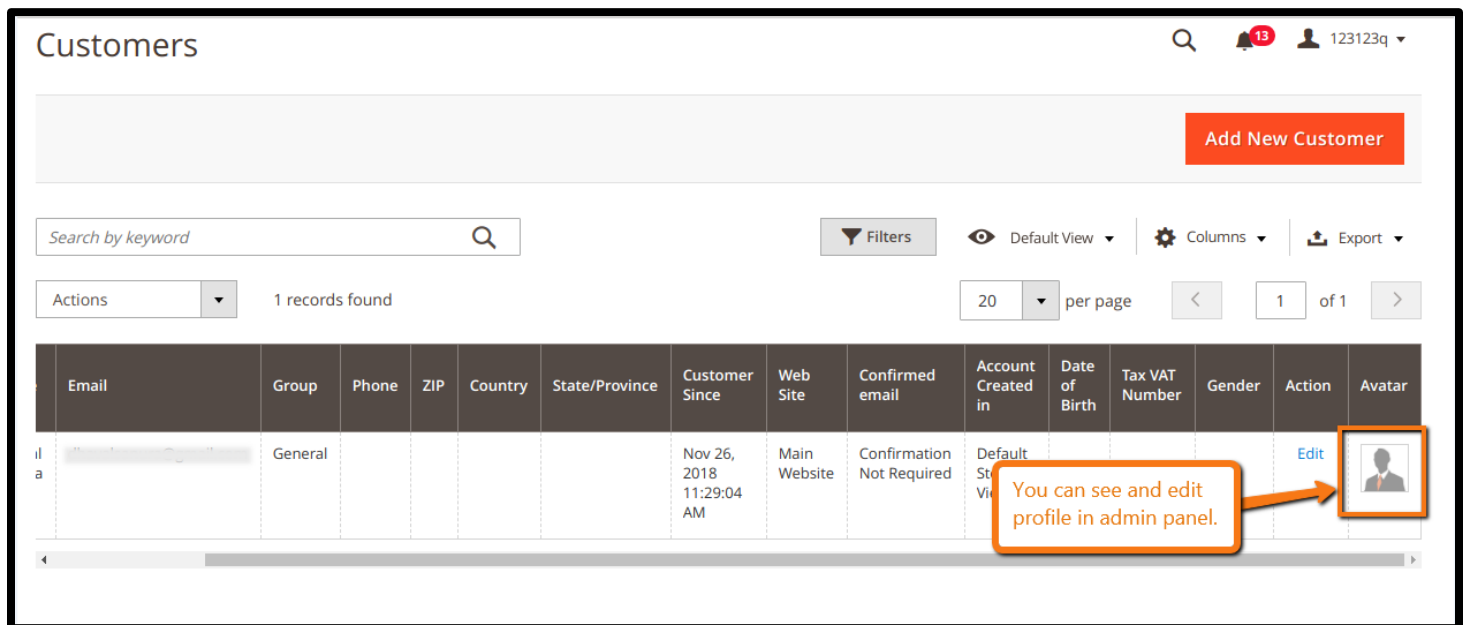 Customers
13
123123q
Add New Customer
Search by keyword
Filters
Default View
Columns
Export
Actions
1 records found
20
per page
1
of 1
Email
Group
Phone
ZIP
Country
State/Province
Customer
Since
Web
Site
Confirmed
email
Account
Created
in
Date
of
Birth
Tax VAT
Number
Gender
Action
Avatar
al
a
General
Nov 26,
2018
11:29:04
AM
Main
Website
Confirmation
Not Required
Default
Edit
You can see and edit
profile in admin panel.